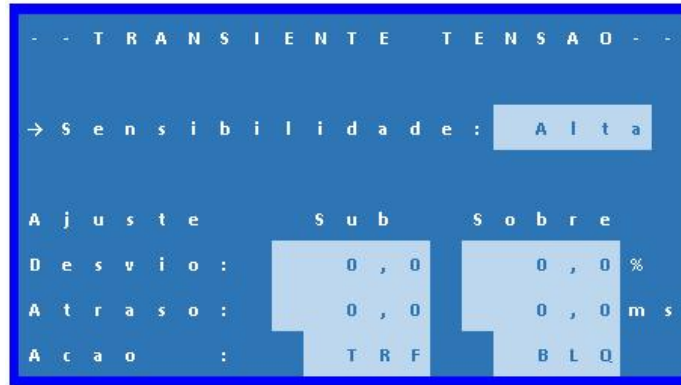 --TRANSIENTE TENSAO--
→Sensibilidade: Alta
Ajuste Sub Sobre
Desvio: 0,0 0,0 %
Atraso: 0,0 0,0 ms
Acao : TRF BLQ